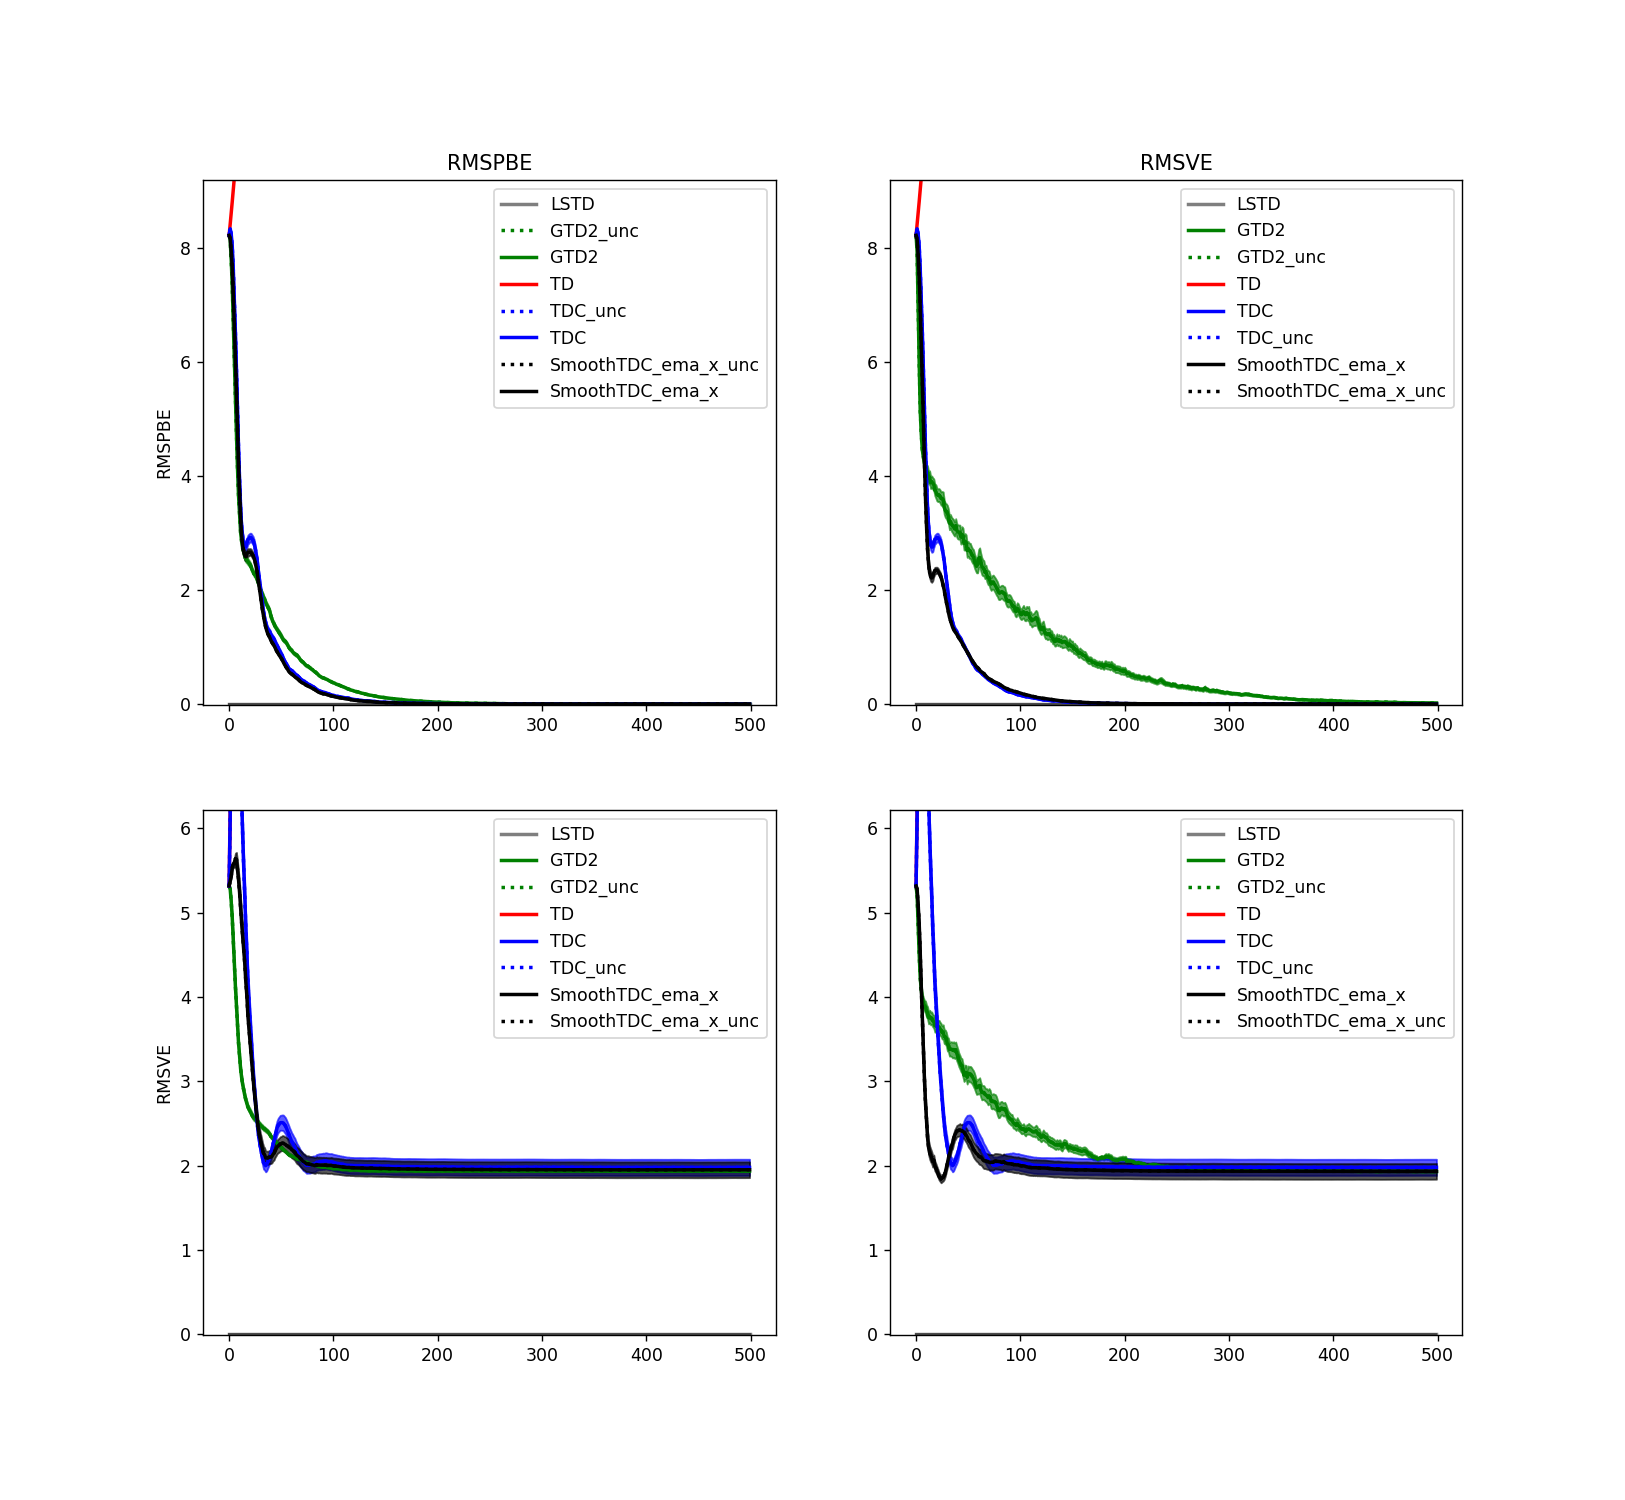 RMSPBE
RMSPBE
8
6
4
2
0
0 100 200 300 400 500
LSTD
GTD2_unc
GTD2
TD
TDC_unc
TDC
SmoothTDC_ema_x_unc
SmoothTDC_ema_x
RMSVE
8
6
4
2
0
0 100 200 300 400 500
LSTD
GTD2
GTD2_unc
TD
TDC
TDC_unc
SmoothTDC_ema_x
SmoothTDC_ema_x_unc
RMSVE
6
5
4
3
2
1
0
0 100 200 300 400 500
LSTD
GTD2
GTD2_unc
TD
TDC
TDC_unc
SmoothTDC_ema_x
SmoothTDC_ema_x_unc
6
5
4
3
2
1
0
0 100 200 300 400 500
LSTD
GTD2
GTD2_unc
TD
TDC
TDC_unc
SmoothTDC_ema_x
SmoothTDC_ema_x_unc